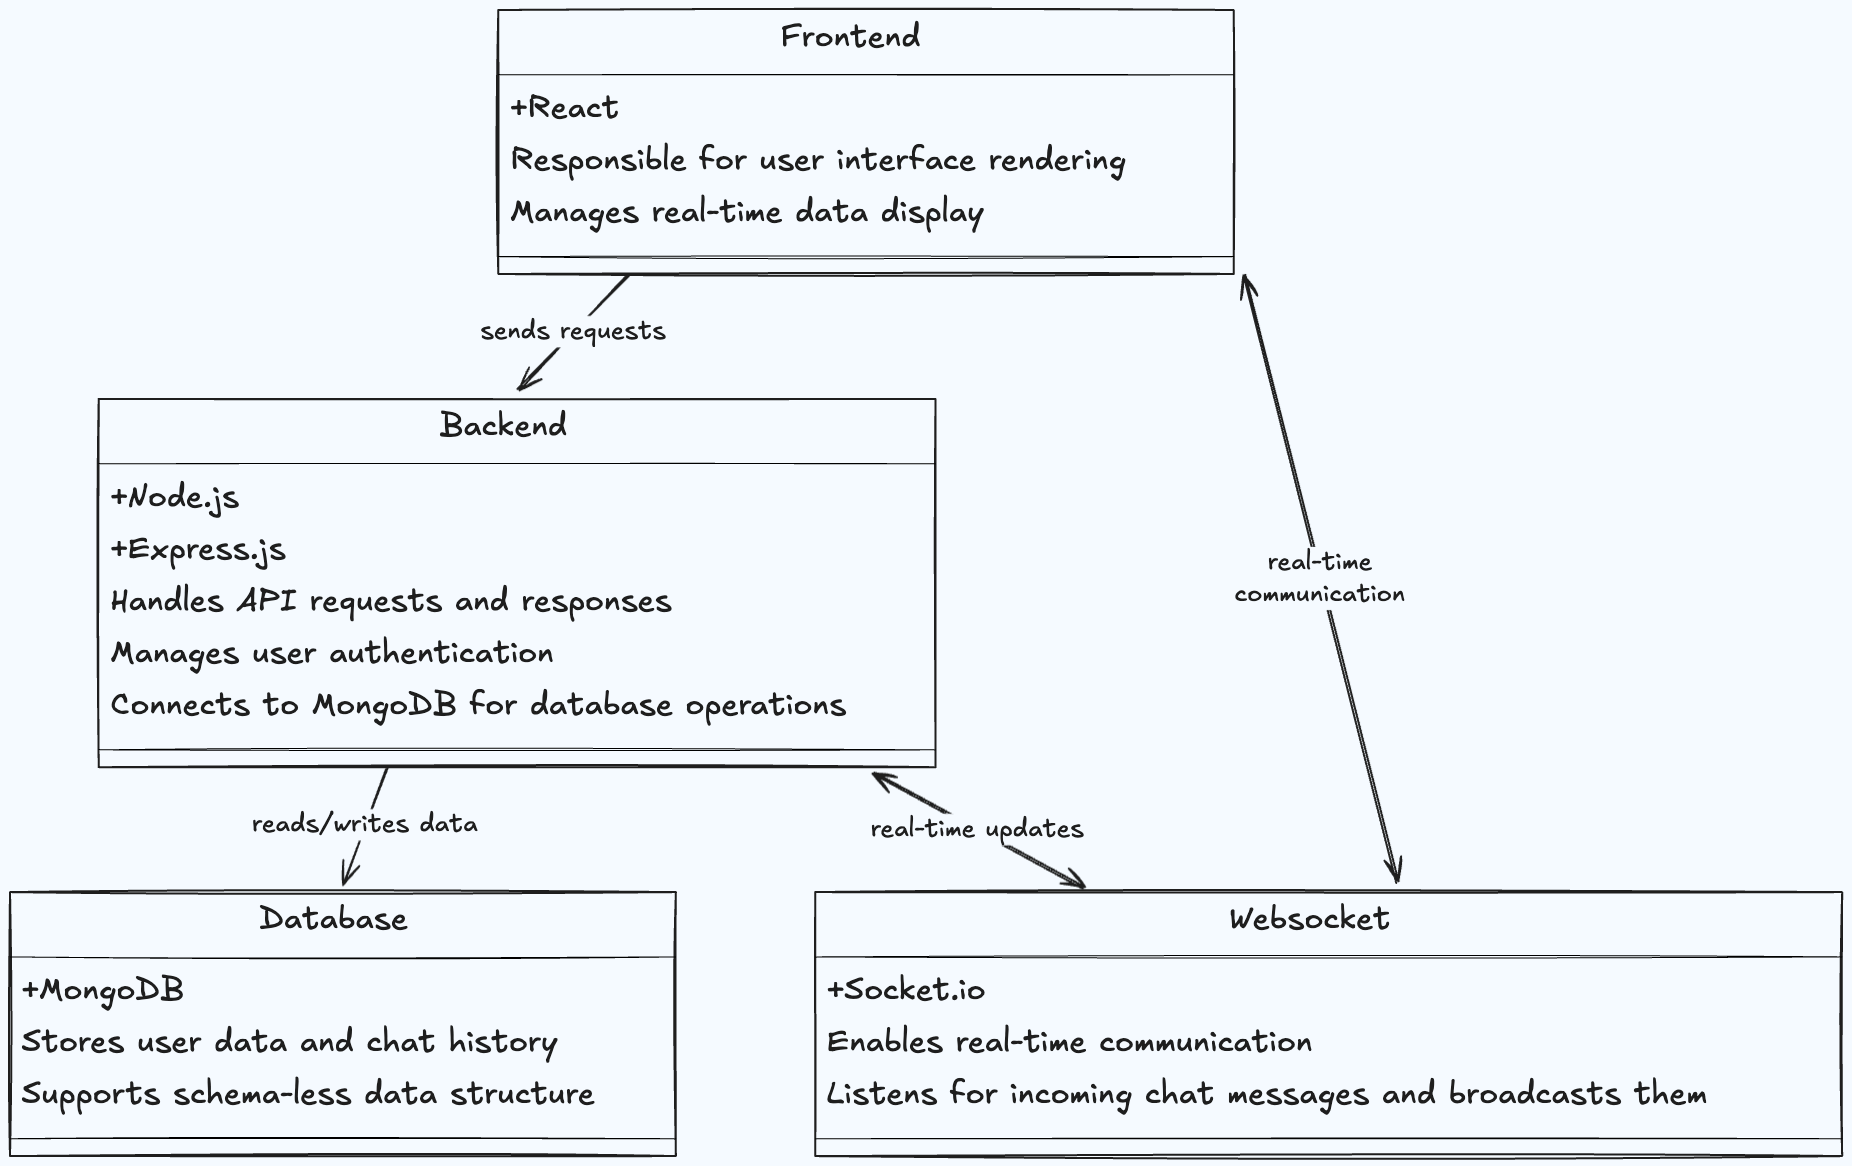 Frontend
+React
Responsible for user interface rendering
Manages real-time data display
sends requests
Backend
+Node.js
+Express.js
Handles API requests and responses
Manages user authentication
Connects to MongoDB for database operations
real-time
communication
reads/writes data
real-time updates
Database
+MongoDB
Stores user data and chat history
Supports schema-less data structure
Websocket
+Socket.io
Enables real-time communication
Listens for incoming chat messages and broadcasts them